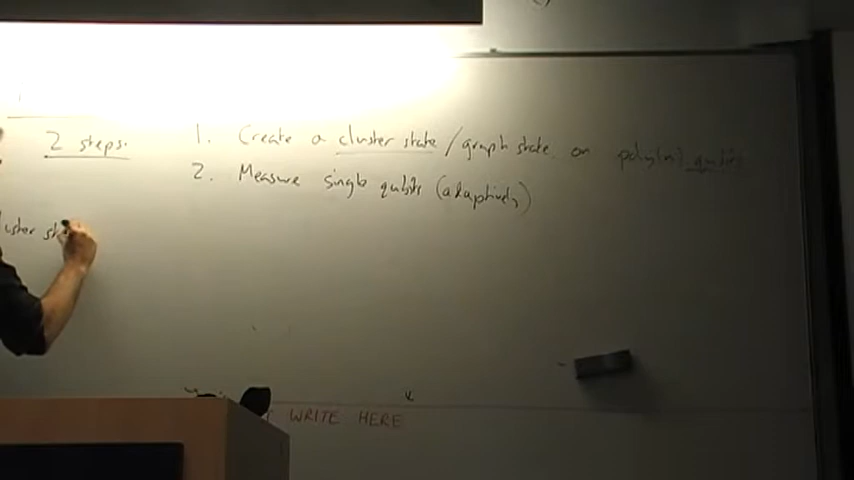 2 steps. 1. Create a cluster state/graph state on poly(n) qubits
2. Measure single qubits (adaptively)
luster st
WRITE HERE